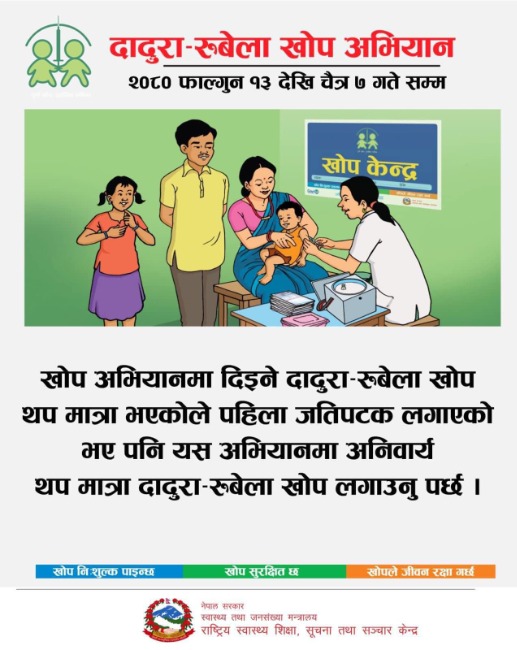 दादुरा-रूबेला खोप अभियान
२०८० फाल्गुन १३ देखि चैत्र ७ गते सम्म
खोप केन्द्र
खोप अभियानमा दिइने दादुरा-रूबेला खोप
थप मात्रा भएकोले पहिला जतिपटक लगाएको
भए पनि यस अभियानमा अनिवार्य
थप मात्रा दादुरा-रूबेला खोप लगाउनु पर्छ ।
खोप निःशुल्क पाइन्छ
खोप सुरक्षित छ
खोपले जीवन रक्षा गर्छ
नेपाल सरकार
स्वास्थ्य तथा जनसंख्या मन्त्रालय
राष्ट्रिय स्वास्थ्य शिक्षा, सूचना तथा सञ्चार केन्द्र